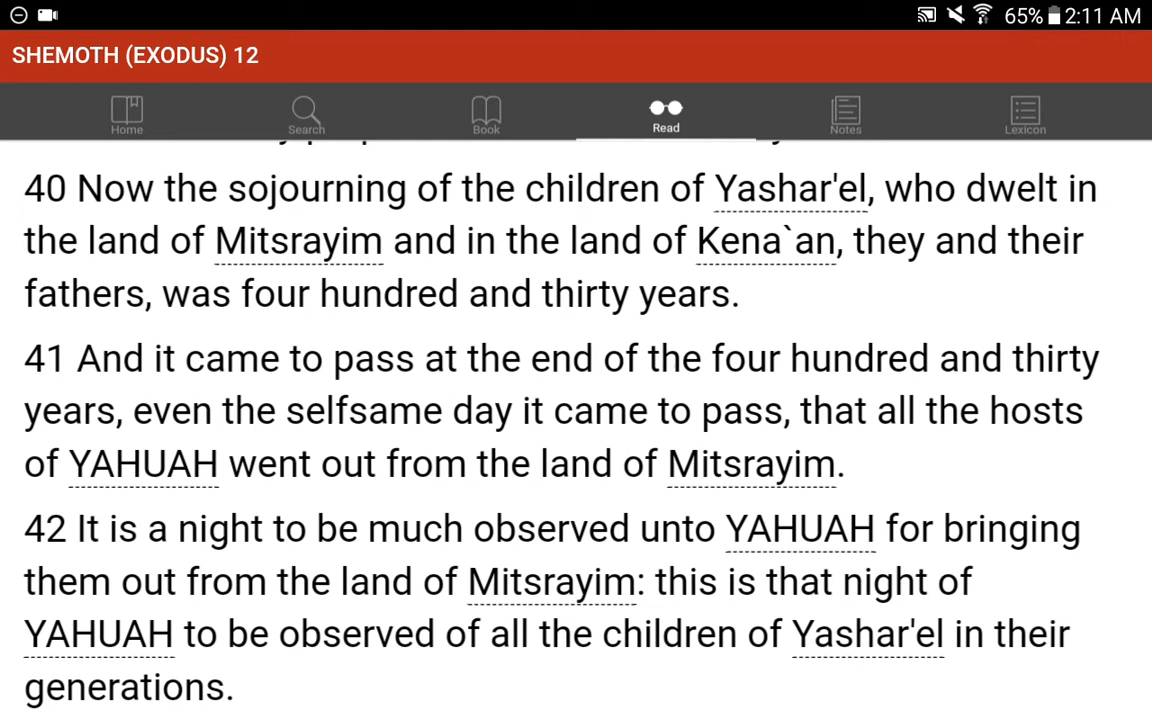 65% 2:11 AM
SHEMOTH (EXODUS) 12
Home Search Book Read Notes Lexicon
40 Now the sojourning of the children of Yashar'el, who dwelt in
the land of Mitsrayim and in the land of Kena`an, they and their
fathers, was four hundred and thirty years.
41 And it came to pass at the end of the four hundred and thirty
years, even the selfsame day it came to pass, that all the hosts
of YAHUAH went out from the land of Mitsrayim.
42 It is a night to be much observed unto YAHUAH for bringing
them out from the land of Mitsrayim: this is that night of
YAHUAH to be observed of all the children of Yashar'el in their
generations.